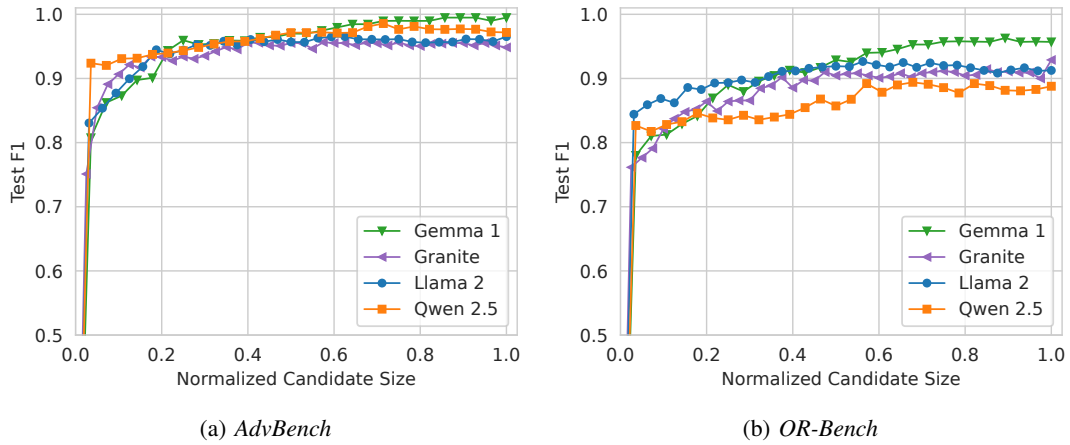 1.0
0.9
0.8
0.7
0.6
0.5
Test F1
0.0 0.2 0.4 0.6 0.8 1.0
Normalized Candidate Size
Gemma 1
Granite
Llama 2
Qwen 2.5
(a) AdvBench
1.0
0.9
0.8
0.7
0.6
0.5
Test F1
0.0 0.2 0.4 0.6 0.8 1.0
Normalized Candidate Size
Gemma 1
Granite
Llama 2
Qwen 2.5
(b) OR-Bench